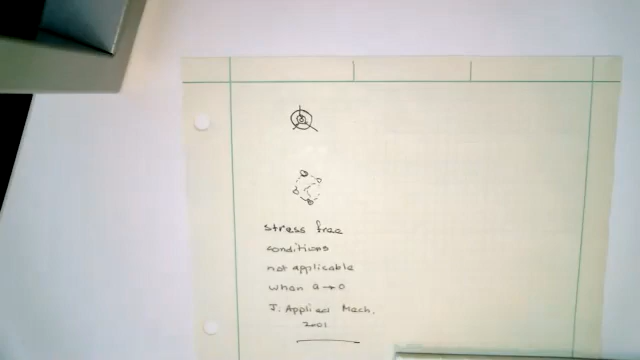 stress free
conditions
not applicable
when a → 0
J. Applied Mech.
2001